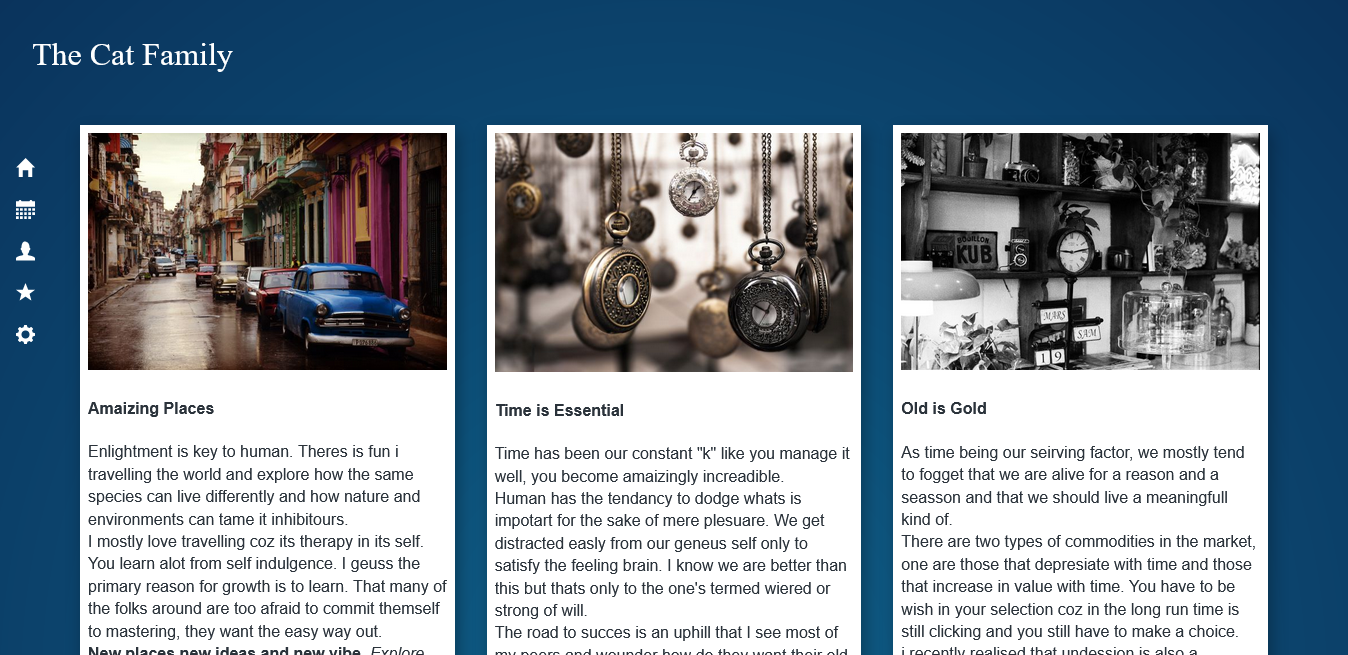 The Cat Family
BOUILLON
KUB
MARS
SAM
19
Amaizing Places
Enlightment is key to human. Theres is fun i
travelling the world and explore how the same
species can live differently and how nature and
environments can tame it inhibitours.
I mostly love travelling coz its therapy in its self.
You learn alot from self indulgence. I geuss the
primary reason for growth is to learn. That many of
the folks around are too afraid to commit themself
to mastering, they want the easy way out.
New places new ideas and new vibe. Explore
Time is Essential
Time has been our constant "k" like you manage it
well, you become amaizingly increadible.
Human has the tendancy to dodge whats is
impotart for the sake of mere plesuare. We get
distracted easly from our geneus self only to
satisfy the feeling brain. I know we are better than
this but thats only to the one's termed wiered or
strong of will.
The road to succes is an uphill that I see most of
my peers and wounder how do they want their old
Old is Gold
As time being our seirving factor, we mostly tend
to fogget that we are alive for a reason and a
seasson and that we should live a meaningfull
kind of.
There are two types of commodities in the market,
one are those that depresiate with time and those
that increase in value with time. You have to be
wish in your selection coz in the long run time is
still clicking and you still have to make a choice.
i recently realised that undession is also a